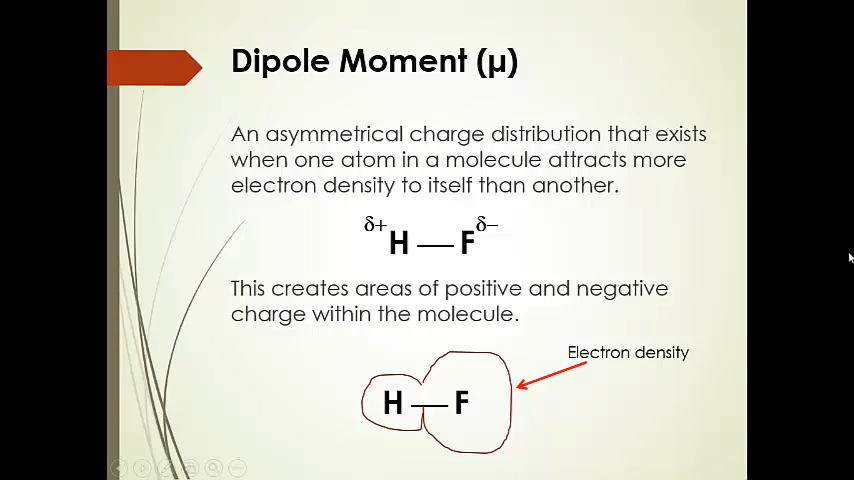 Dipole Moment (µ)
An asymmetrical charge distribution that exists
when one atom in a molecule attracts more
electron density to itself than another.
δ+H — Fδ−
This creates areas of positive and negative
charge within the molecule.
Electron density
H — F